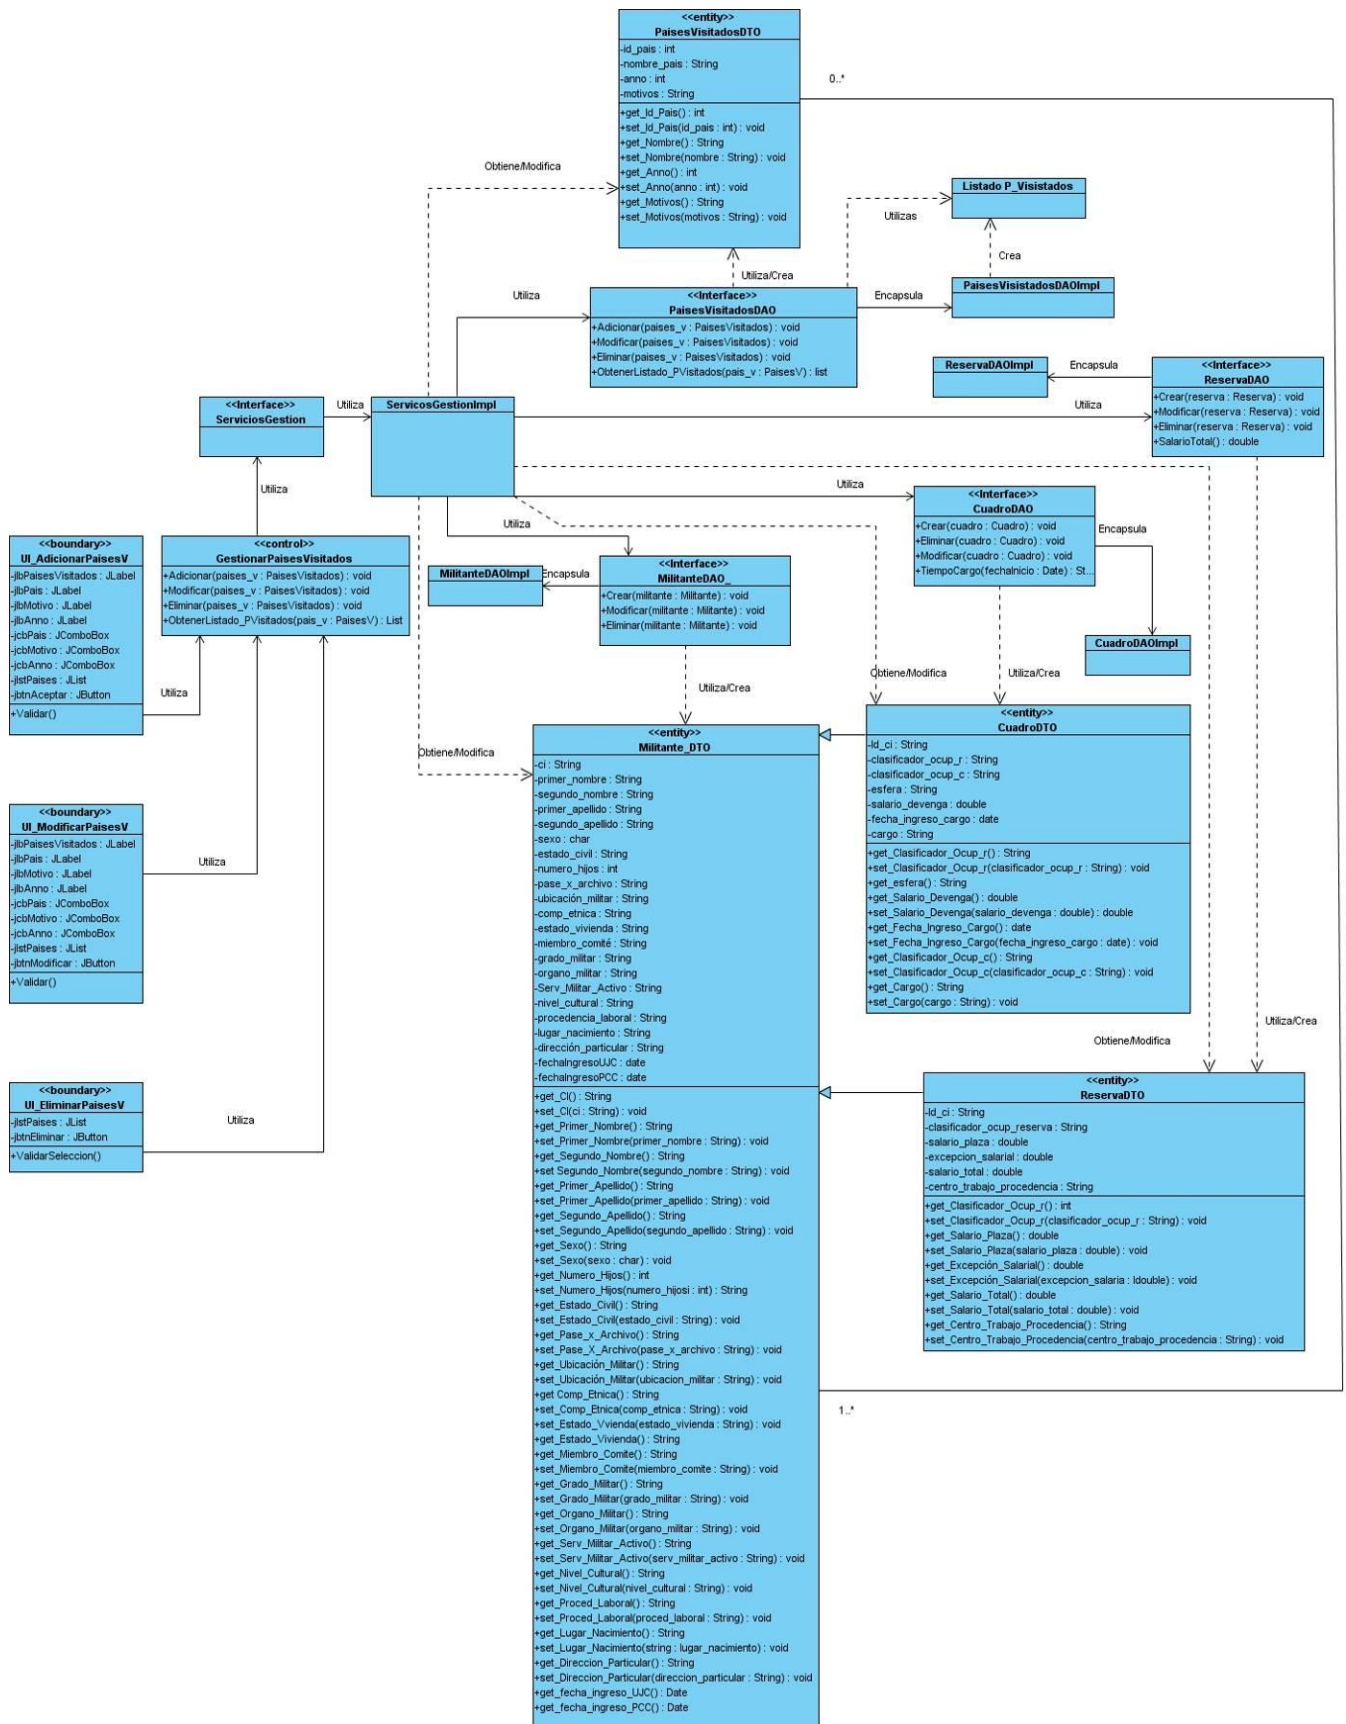 <<entity>>
PaisesVisitadosDTO
-id_pais : int
-nombre_pais : String
-anno : int
-motivos : String
+get_Id_Pais() : int
+set_Id_Pais(id_pais : int) : void
+get_Nombre() : String
+set_Nombre(nombre : String) : void
+get_Anno() : int
+set_Anno(anno : int) : void
+get_Motivos() : String
+set_Motivos(motivos : String) : void
0..*
Obtiene/Modifica
Listado P_Visistados
Utilizas
Crea
Utiliza/Crea
PaisesVisistadosDAOImpl
Utiliza
Encapsula
<<Interface>>
PaisesVisitadosDAO
+Adicionar(paises_v : PaisesVisitados) : void
+Modificar(paises_v : PaisesVisitados) : void
+Eliminar(paises_v : PaisesVisitados) : void
+ObtenerListado_PVisitados(pais_v : PaisesV) : list
ReservaDAOImpl
Encapsula
<<Interface>>
ReservaDAO
+Crear(reserva : Reserva) : void
+Modificar(reserva : Reserva) : void
+Eliminar(reserva : Reserva) : void
+SalarioTotal() : double
<<Interface>>
ServiciosGestion
Utiliza
ServicosGestionImpl
Utiliza
Utiliza
Utiliza
<<Interface>>
CuadroDAO
+Crear(cuadro : Cuadro) : void
+Eliminar(cuadro : Cuadro) : void
+Modificar(cuadro : Cuadro) : void
+TiempoCargo(fechaInicio : Date) : St...
Encapsula
CuadroDAOImpl
Utiliza
<<boundary>>
UI_AdicionarPaisesV
-jlbPaisesVisitados : JLabel
-jlbPais : JLabel
-jlbMotivo : JLabel
-jlbAnno : JLabel
-jcbPais : JComboBox
-jcbMotivo : JComboBox
-jcbAnno : JComboBox
-jlstPaises : JList
-jbtnAceptar : JButton
+Validar()
<<control>>
GestionarPaisesVisitados
+Adicionar(paises_v : PaisesVisitados) : void
+Modificar(paises_v : PaisesVisitados) : void
+Eliminar(paises_v : PaisesVisitados) : void
+ObtenerListado_PVisitados(pais_v : PaisesV) : List
Utiliza
MilitanteDAOImpl
Encapsula
<<Interface>>
MilitanteDAO_
+Crear(militante : Militante) : void
+Modificar(militante : Militante) : void
+Eliminar(militante : Militante) : void
Utiliza/Crea
Obtiene/Modifica
Utiliza/Crea
Obtiene/Modifica
<<entity>>
Militante_DTO
-ci : String
-primer_nombre : String
-segundo_nombre : String
-primer_apellido : String
-segundo_apellido : String
-sexo : char
-estado_civil : String
-numero_hijos : int
-pase_x_archivo : String
-ubicación_militar : String
-comp_etnica : String
-estado_vivienda : String
-miembro_comité : String
-grado_militar : String
-organo_militar : String
-Serv_Militar_Activo : String
-nivel_cultural : String
-procedencia_laboral : String
-lugar_nacimiento : String
-dirección_particular : String
-fechaIngresoUJC : date
-fechaIngresoPCC : date
+get_CI() : String
+set_CI(ci : String) : void
+get_Primer_Nombre() : String
+set_Primer_Nombre(primer_nombre : String) : void
+get_Segundo_Nombre() : String
+set Segundo_Nombre(segundo_nombre : String) : void
+get_Primer_Apellido() : String
+set_Primer_Apellido(primer_apellido : String) : void
+get_Segundo_Apellido() : String
+set_Segundo_Apellido(segundo_apellido : String) : void
+get_Sexo() : String
+set_Sexo(sexo : char) : void
+get_Numero_Hijos() : int
+set_Numero_Hijos(numero_hijosi : int) : String
+get_Estado_Civil() : String
+set_Estado_Civil(estado_civil : String) : void
+get_Pase_x_Archivo() : String
+set_Pase_X_Archivo(pase_x_archivo : String) : void
+get_Ubicación_Militar() : String
+set_Ubicación_Militar(ubicacion_militar : String) : void
+get Comp_Etnica() : String
+set_Comp_Etnica(comp_etnica : String) : void
+set_Estado_Vvienda(estado_vivienda : String) : void
+get_Estado_Vivienda() : String
+get_Miembro_Comite() : String
+set_Miembro_Comite(miembro_comite : String) : void
+get_Grado_Militar() : String
+set_Grado_Militar(grado_militar : String) : void
+get_Organo_Militar() : String
+set_Organo_Militar(organo_militar : String) : void
+get_Serv_Militar_Activo() : String
+set_Serv_Militar_Activo(serv_militar_activo : String) : void
+get_Nivel_Cultural() : String
+set_Nivel_Cultural(nivel_cultural : String) : void
+get_Proced_Laboral() : String
+set_Proced_Laboral(proced_laboral : String) : void
+get_Lugar_Nacimiento() : String
+set_Lugar_Nacimiento(string : lugar_nacimiento) : void
+get_Direccion_Particular() : String
+set_Direccion_Particular(direccion_particular : String) : void
+get_fecha_ingreso_UJC() : Date
+get_fecha_ingreso_PCC() : Date
<<entity>>
CuadroDTO
-Id_ci : String
-clasificador_ocup_r : String
-clasificador_ocup_c : String
-esfera : String
-salario_devenga : double
-fecha_ingreso_cargo : date
-cargo : String
+get_Clasificador_Ocup_r() : String
+set_Clasificador_Ocup_r(clasificador_ocup_r : String) : void
+get_esfera() : String
+get_Salario_Devenga() : double
+set_Salario_Devenga(salario_devenga : double) : double
+get_Fecha_Ingreso_Cargo() : date
+set_Fecha_Ingreso_Cargo(fecha_ingreso_cargo : date) : void
+get_Clasificador_Ocup_c() : String
+set_Clasificador_Ocup_c(clasificador_ocup_c : String) : void
+get_Cargo() : String
+set_Cargo(cargo : String) : void
<<boundary>>
UI_ModificarPaisesV
-jlbPaisesVisitados : JLabel
-jlbPais : JLabel
-jlbMotivo : JLabel
-jlbAnno : JLabel
-jcbPais : JComboBox
-jcbMotivo : JComboBox
-jcbAnno : JComboBox
-jlstPaises : JList
-jbtnModificar : JButton
+Validar()
Utiliza
Utiliza/Crea
Obtiene/Modifica
<<boundary>>
UI_EliminarPaisesV
-jlstPaises : JList
-jbtnEliminar : JButton
+ValidarSeleccion()
Utiliza
<<entity>>
ReservaDTO
-Id_ci : String
-clasificador_ocup_reserva : String
-salario_plaza : double
-excepcion_salarial : double
-salario_total : double
-centro_trabajo_procedencia : String
+get_Clasificador_Ocup_r() : int
+set_Clasificador_Ocup_r(clasificador_ocup_r : String) : void
+get_Salario_Plaza() : double
+set_Salario_Plaza(salario_plaza : double) : void
+get_Excepción_Salarial() : double
+set_Excepción_Salarial(excepcion_salaria : ldouble) : void
+get_Salario_Total() : double
+set_Salario_Total(salario_total : double) : void
+get_Centro_Trabajo_Procedencia() : String
+set_Centro_Trabajo_Procedencia(centro_trabajo_procedencia : String) : void
1..*